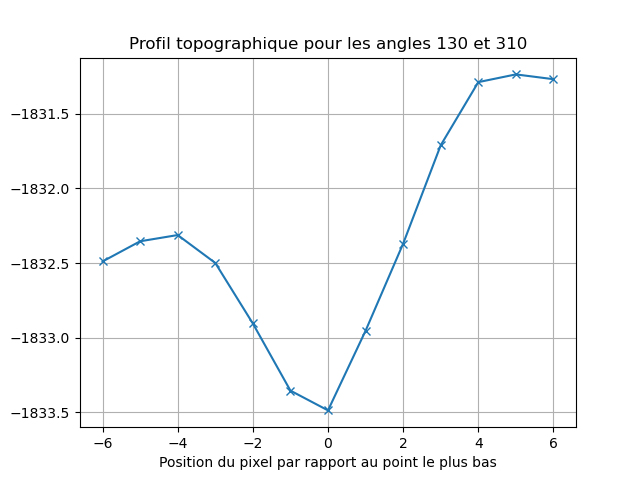 Profil topographique pour les angles 130 et 310
−1831.5
−1832.0
−1832.5
−1833.0
−1833.5
−6 −4 −2 0 2 4 6
Position du pixel par rapport au point le plus bas